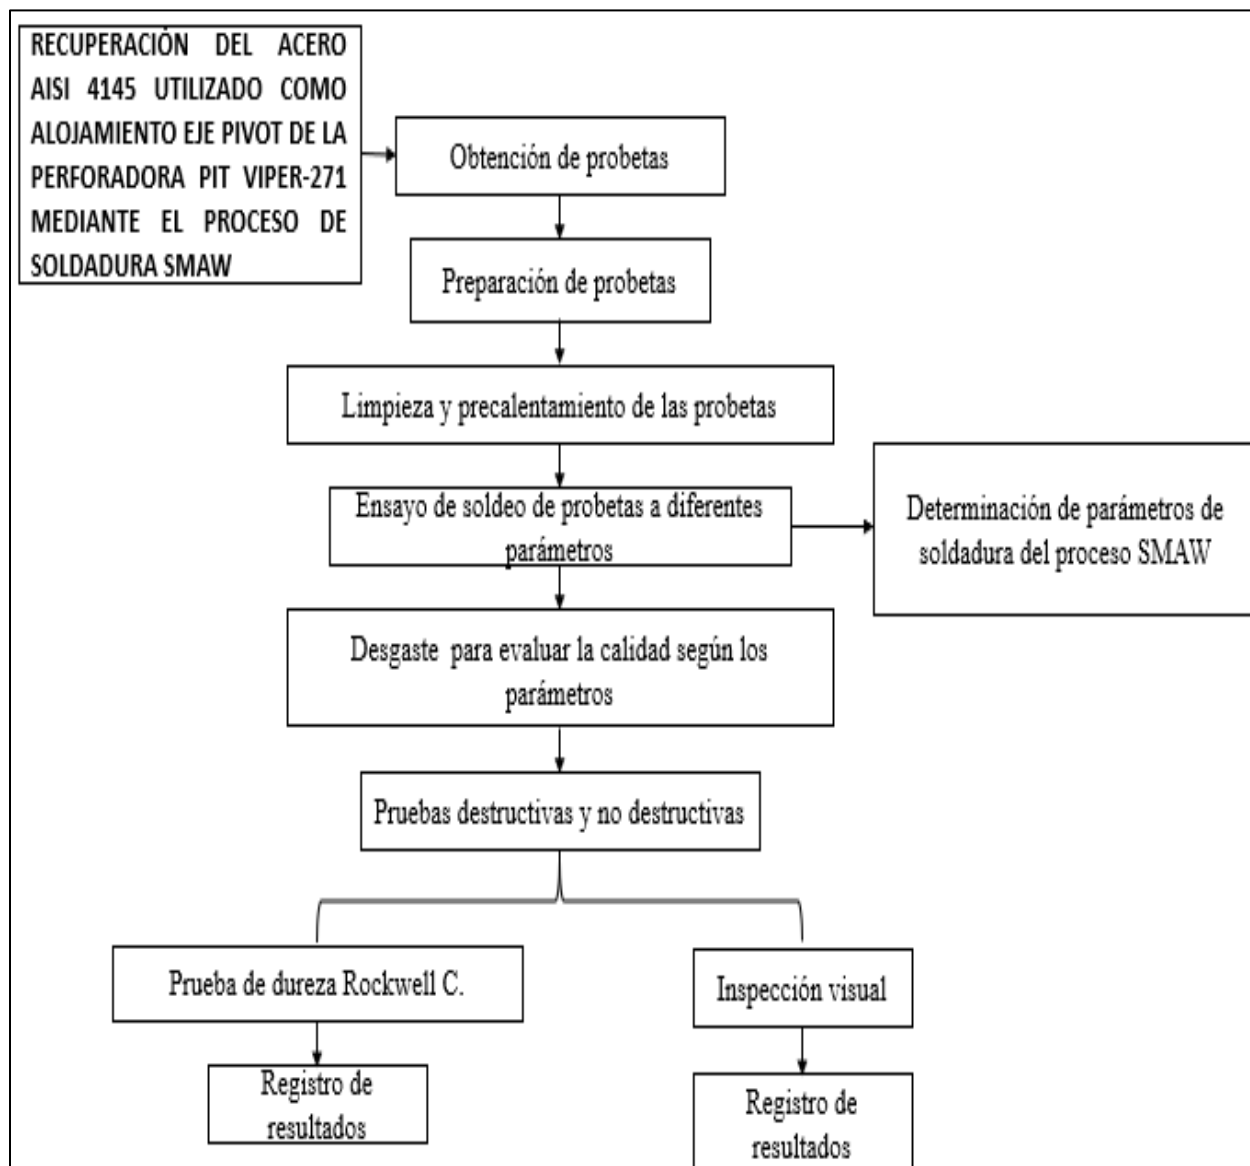 RECUPERACIÓN DEL ACERO
AISI 4145 UTILIZADO COMO
ALOJAMIENTO EJE PIVOT DE LA
PERFORADORA PIT VIPER-271
MEDIANTE EL PROCESO DE
SOLDADURA SMAW
Obtención de probetas
Preparación de probetas
Limpieza y precalentamiento de las probetas
Ensayo de soldeo de probetas a diferentes
parámetros
Determinación de parámetros de
soldadura del proceso SMAW
Desgaste para evaluar la calidad según los
parámetros
Pruebas destructivas y no destructivas
Prueba de dureza Rockwell C.
Registro de
resultados
Inspección visual
Registro de
resultados